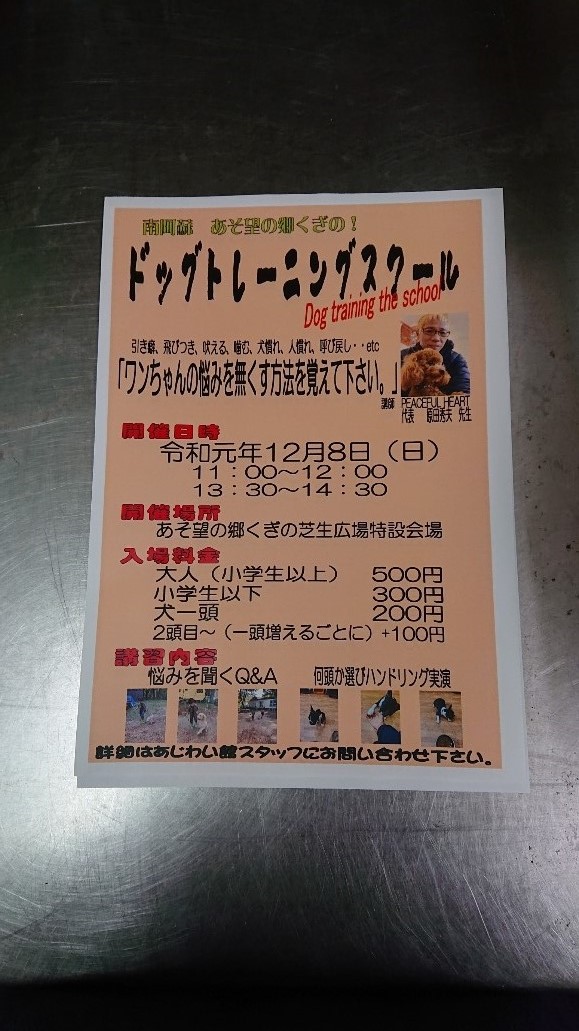 南阿蘇 あそ望の郷くぎの!
ドッグトレーニングスクール
Dog training the school
引き癖、飛びつき、吠える、噛む、犬慣れ、人慣れ、呼び戻し・・etc
「ワンちゃんの悩みを無くす方法を覚えて下さい。」
講師 PEACEFUL HEART
代表 原田秀夫 先生
開催日時
令和元年12月8日(日)
11:00~12:00
13:30~14:30
開催場所
あそ望の郷くぎの芝生広場特設会場
入場料金
大人(小学生以上) 500円
小学生以下 300円
犬一頭 200円
2頭目~(一頭増えるごとに)+100円
講習内容
悩みを聞くQ&A 何頭か選びハンドリング実演
詳細はあじわい館スタッフにお問い合わせ下さい。